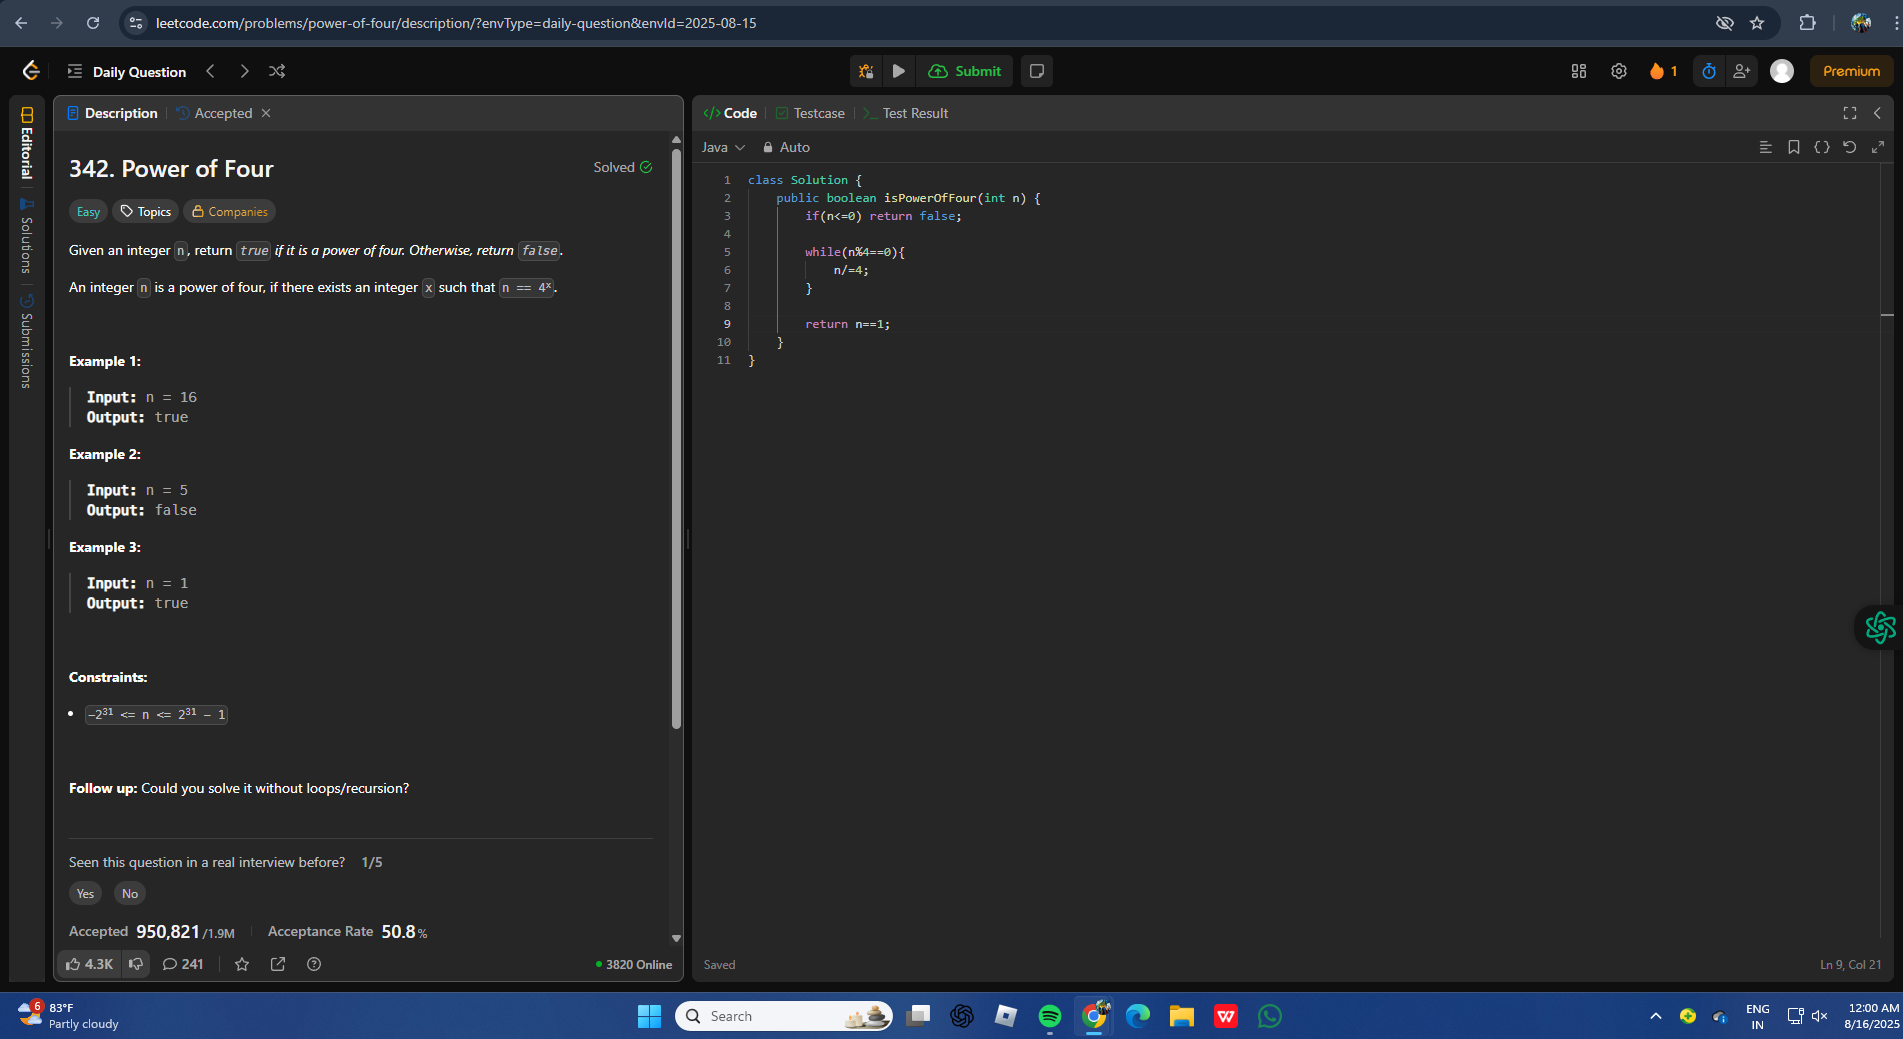 leetcode.com/problems/power-of-four/description/?envType=daily-question&envId=2025-08-15
Daily Question
Submit
1
Premium
Editorial
Solutions
Submissions
Description
Accepted
342. Power of Four
Solved
Easy
Topics
Companies
Given an integer n, return true if it is a power of four. Otherwise, return false.
An integer n is a power of four, if there exists an integer x such that n == 4ˣ.
Example 1:
Input: n = 16
Output: true
Example 2:
Input: n = 5
Output: false
Example 3:
Input: n = 1
Output: true
Constraints:
• -2³¹ <= n <= 2³¹ - 1
Follow up: Could you solve it without loops/recursion?
Seen this question in a real interview before? 1/5
Yes No
Accepted 950,821/1.9M Acceptance Rate 50.8%
4.3K 241
3820 Online
</> Code
Testcase
>_ Test Result
Java
Auto
1 class Solution {
2     public boolean isPowerOfFour(int n) {
3         if(n<=0) return false;
4
5         while(n%4==0){
6             n/=4;
7         }
8
9         return n==1;
10     }
11 }
Saved
Ln 9, Col 21
6
83°F
Partly cloudy
Search
W
ENG
IN
12:00 AM
8/16/2025